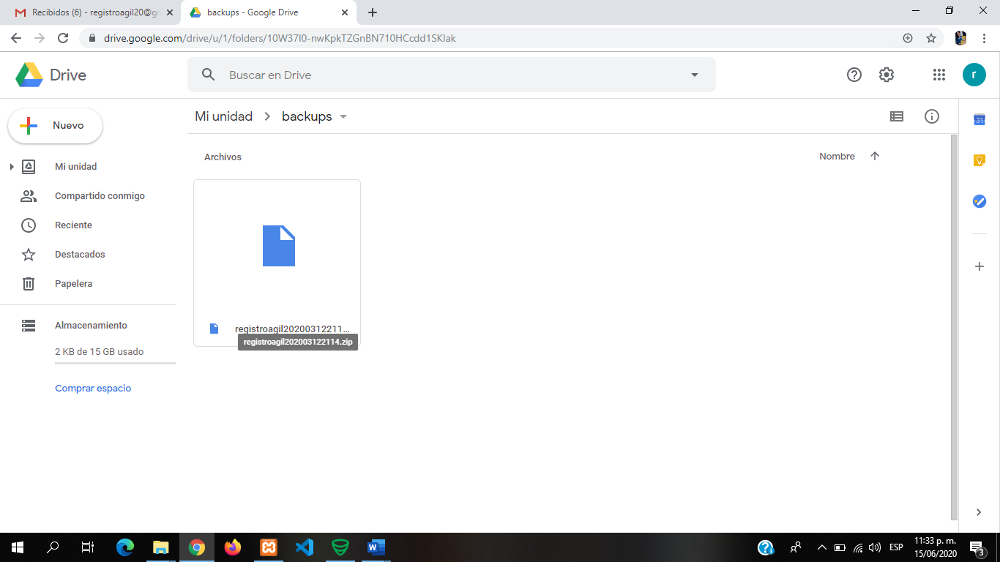 Recibidos (6) - registroagil20@gm
backups - Google Drive
drive.google.com/drive/u/1/folders/10W37I0-nwKpkTZGnBN710HCcdd1SKlak
Drive
Buscar en Drive
r
Nuevo
Mi unidad
backups
31
Archivos
Nombre
Mi unidad
Compartido conmigo
Reciente
Destacados
Papelera
Almacenamiento
2 KB de 15 GB usado
Comprar espacio
registroagil20200312211...
registroagil202003122114.zip
ESP
11:33 p. m.
15/06/2020
3